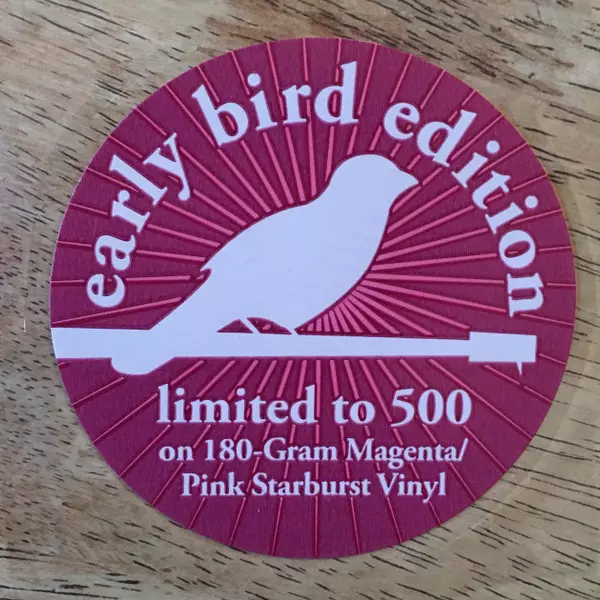 early bird edition
limited to 500
on 180-Gram Magenta/
Pink Starburst Vinyl